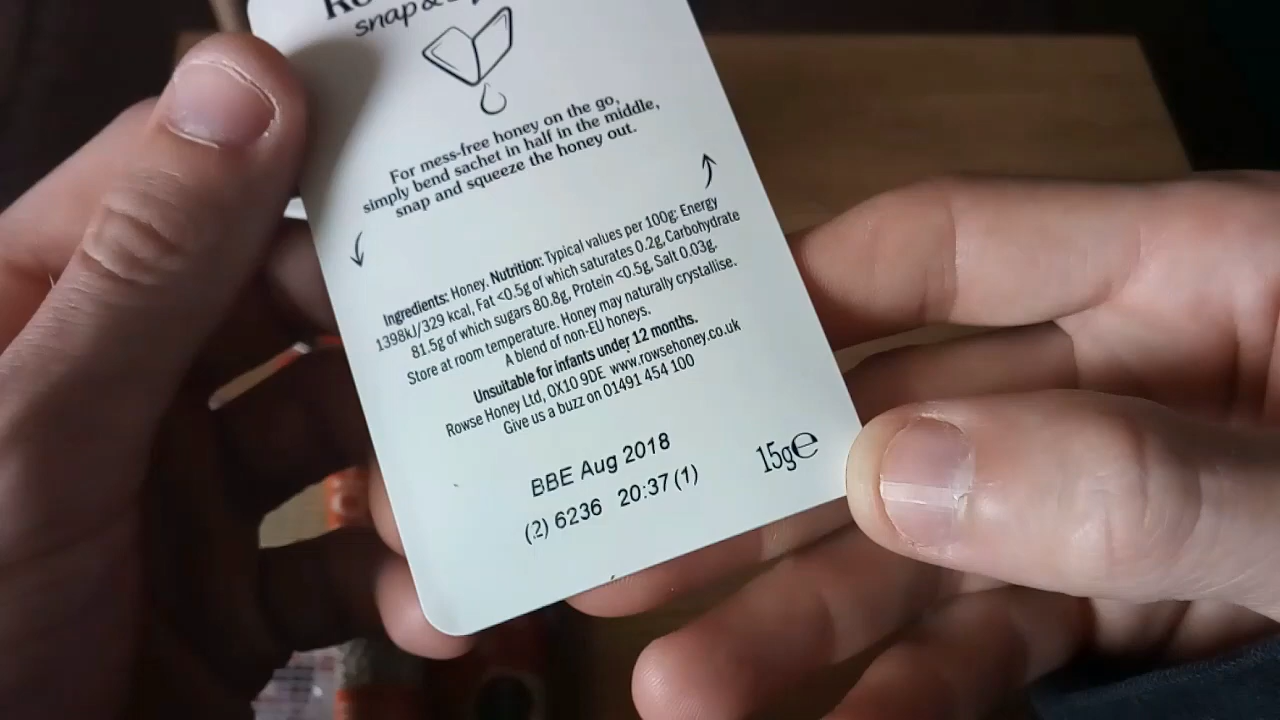 snap &
For mess-free honey on the go,
simply bend sachet in half in the middle,
snap and squeeze the honey out.
Ingredients: Honey. Nutrition: Typical values per 100g: Energy
1398kJ/329 kcal, Fat <0.5g of which saturates 0.2g, Carbohydrate
81.5g of which sugars 80.8g, Protein <0.5g, Salt 0.03g.
Store at room temperature. Honey may naturally crystallise.
A blend of non-EU honeys.
Unsuitable for infants under 12 months.
Rowse Honey Ltd, OX10 9DE www.rowsehoney.co.uk
Give us a buzz on 01491 454 100
BBE Aug 2018
15g℮
(2) 6236 20:37 (1)